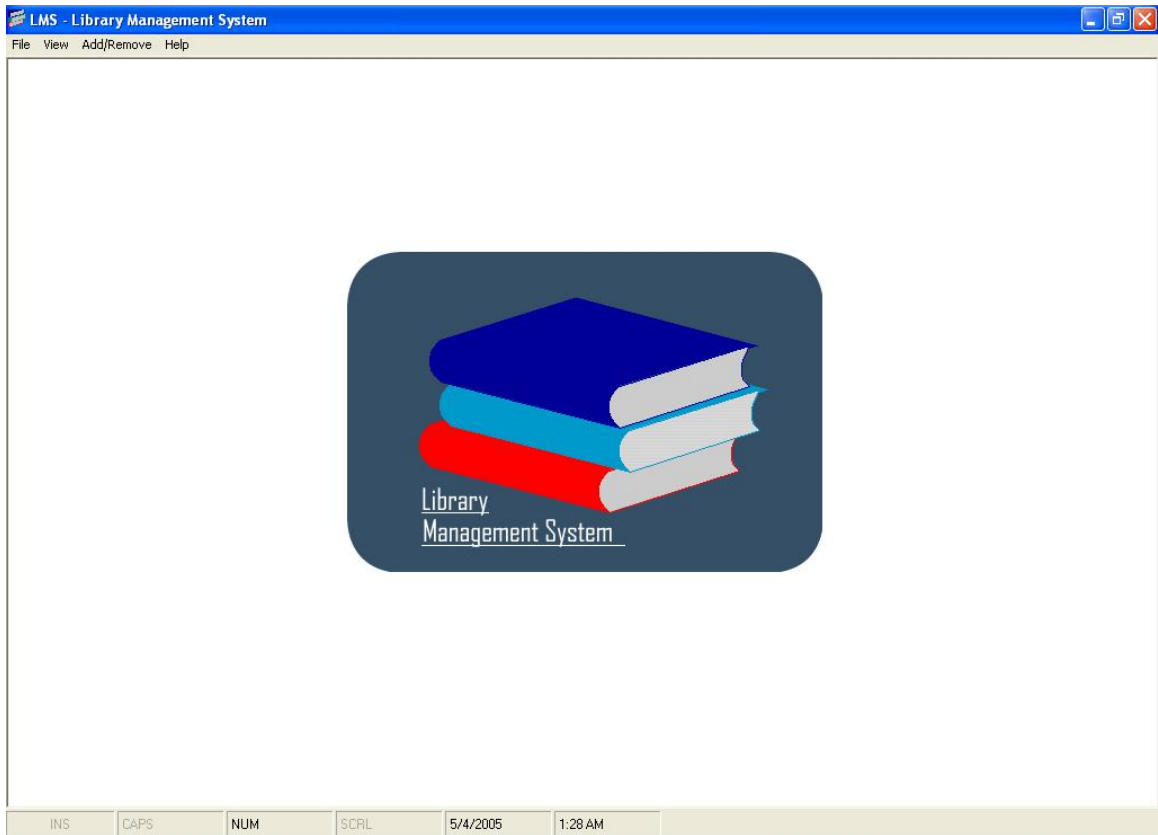 LMS - Library Management System
File View Add/Remove Help
Library
Management System
INS CAPS NUM SCRL 5/4/2005 1:28 AM